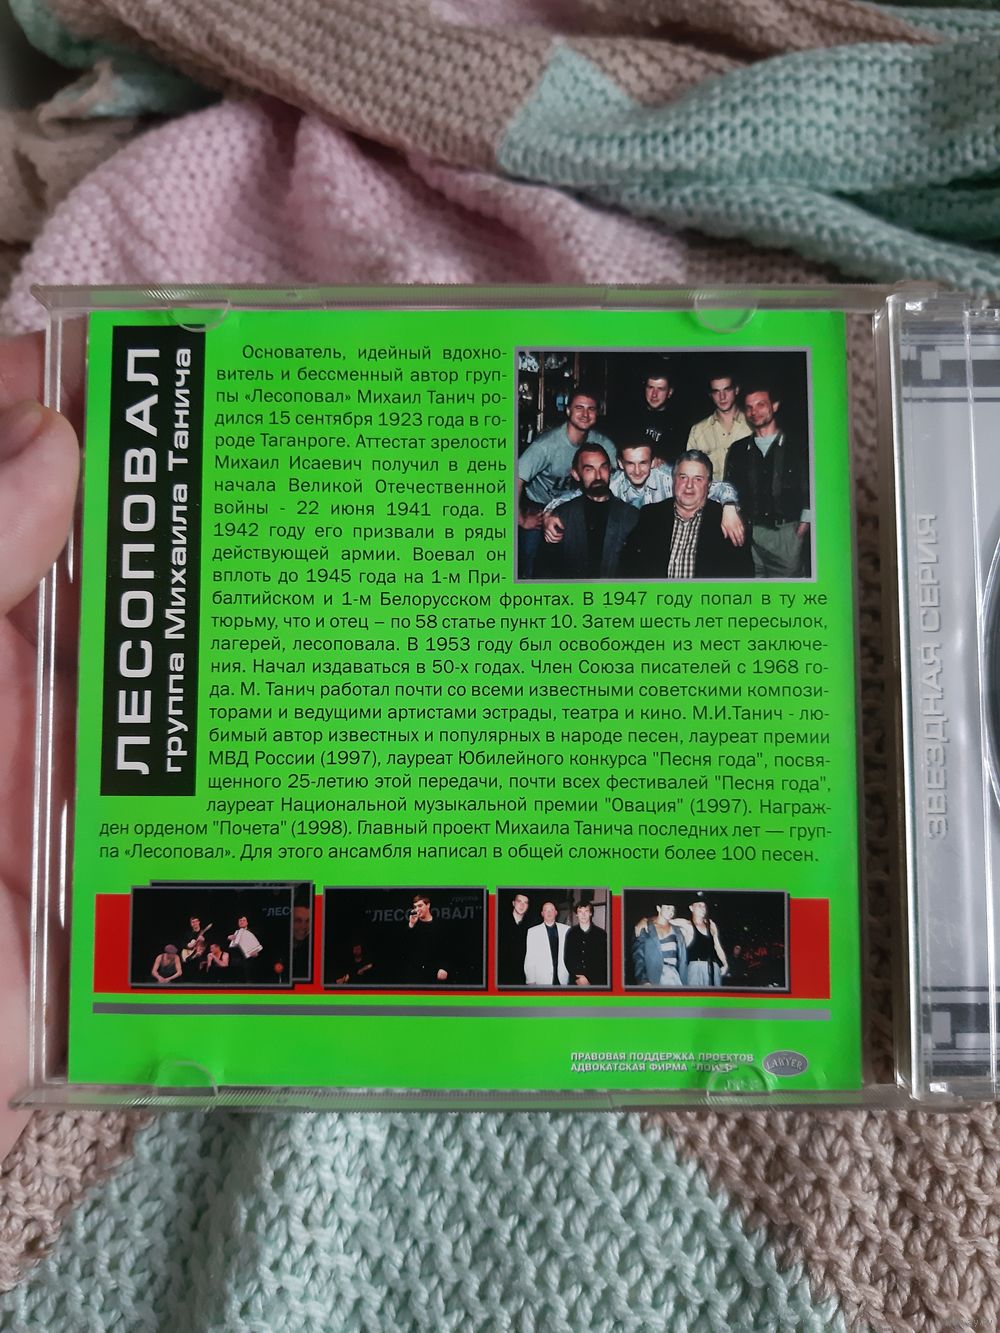 ЛЕСОПОВАЛ
группа Михаила Танича
Основатель, идейный вдохно-
витель и бессменный автор груп-
пы «Лесоповал» Михаил Танич ро-
дился 15 сентября 1923 года в го-
роде Таганроге. Аттестат зрелости
Михаил Исаевич получил в день
начала Великой Отечественной
войны - 22 июня 1941 года. В
1942 году его призвали в ряды
действующей армии. Воевал он
вплоть до 1945 года на 1-м При-
балтийском и 1-м Белорусском фронтах. В 1947 году попал в ту же
тюрьму, что и отец – по 58 статье пункт 10. Затем шесть лет пересылок,
лагерей, лесоповала. В 1953 году был освобожден из мест заключе-
ния. Начал издаваться в 50-х годах. Член Союза писателей с 1968 го-
да. М. Танич работал почти со всеми известными советскими компози-
торами и ведущими артистами эстрады, театра и кино. М.И.Танич - лю-
бимый автор известных и популярных в народе песен, лауреат премии
МВД России (1997), лауреат Юбилейного конкурса "Песня года", посвя-
щенного 25-летию этой передачи, почти всех фестивалей "Песня года",
лауреат Национальной музыкальной премии "Овация" (1997). Награж-
ден орденом "Почета" (1998). Главный проект Михаила Танича последних лет — груп-
па «Лесоповал». Для этого ансамбля написал в общей сложности более 100 песен.
группа
"ЛЕСОПОВАЛ"
ПРАВОВАЯ ПОДДЕРЖКА ПРОЕКТОВ
АДВОКАТСКАЯ ФИРМА "ЛОЙЕР"
LAWYER
ЗВЕЗДНАЯ СЕРИЯ